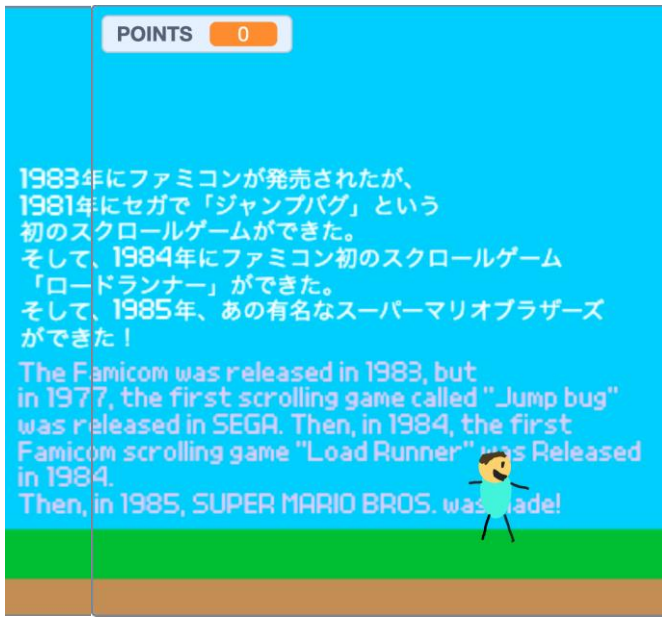 POINTS 0
1983年にファミコンが発売されたが、
1981年にセガで「ジャンプバグ」という
初のスクロールゲームができた。
そして、1984年にファミコン初のスクロールゲーム
「ロードランナー」ができた。
そして、1985年、あの有名なスーパーマリオブラザーズ
ができた！
The Famicom was released in 1983, but
in 1977, the first scrolling game called "Jump bug"
was released in SEGA. Then, in 1984, the first
Famicom scrolling game "Load Runner" was Released
in 1984.
Then, in 1985, SUPER MARIO BROS. was made!